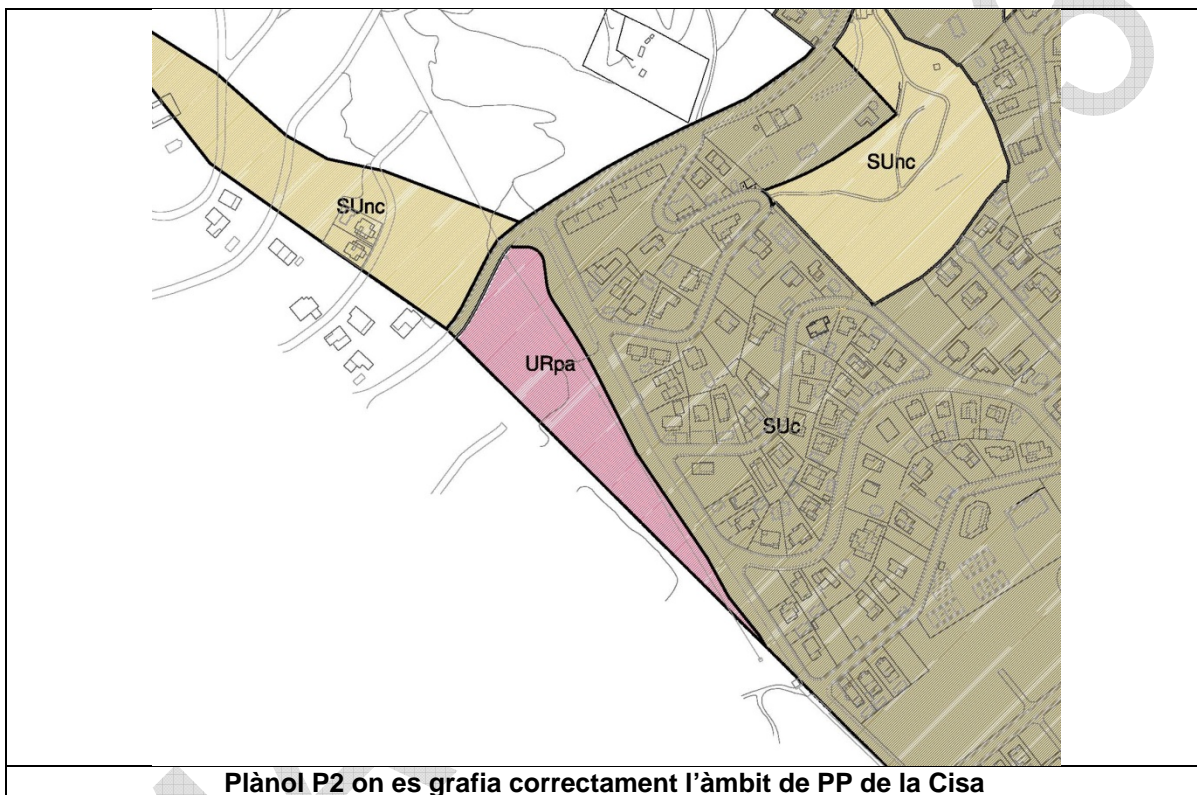 SUnc
SUnc
URpa
SUc
Plànol P2 on es grafia correctament l'àmbit de PP de la Cisa